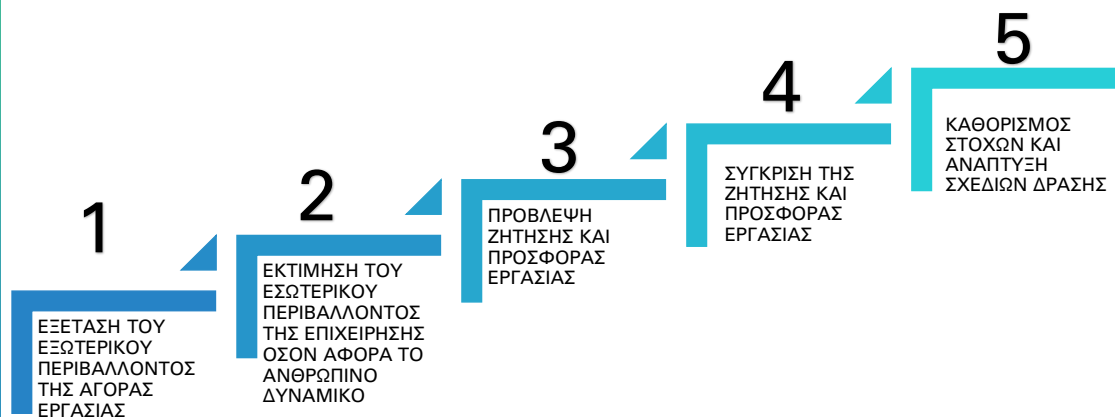 1
ΕΞΕΤΑΣΗ ΤΟΥ
ΕΞΩΤΕΡΙΚΟΥ
ΠΕΡΙΒΑΛΛΟΝΤΟΣ
ΤΗΣ ΑΓΟΡΑΣ
ΕΡΓΑΣΙΑΣ
2
ΕΚΤΙΜΗΣΗ ΤΟΥ
ΕΣΩΤΕΡΙΚΟΥ
ΠΕΡΙΒΑΛΛΟΝΤΟΣ
ΤΗΣ ΕΠΙΧΕΙΡΗΣΗΣ
ΟΣΟΝ ΑΦΟΡΑ ΤΟ
ΑΝΘΡΩΠΙΝΟ
ΔΥΝΑΜΙΚΟ
3
ΠΡΟΒΛΕΨΗ
ΖΗΤΗΣΗΣ ΚΑΙ
ΠΡΟΣΦΟΡΑΣ
ΕΡΓΑΣΙΑΣ
4
ΣΥΓΚΡΙΣΗ ΤΗΣ
ΖΗΤΗΣΗΣ ΚΑΙ
ΠΡΟΣΦΟΡΑΣ
ΕΡΓΑΣΙΑΣ
5
ΚΑΘΟΡΙΣΜΟΣ
ΣΤΟΧΩΝ ΚΑΙ
ΑΝΑΠΤΥΞΗ
ΣΧΕΔΙΩΝ ΔΡΑΣΗΣ